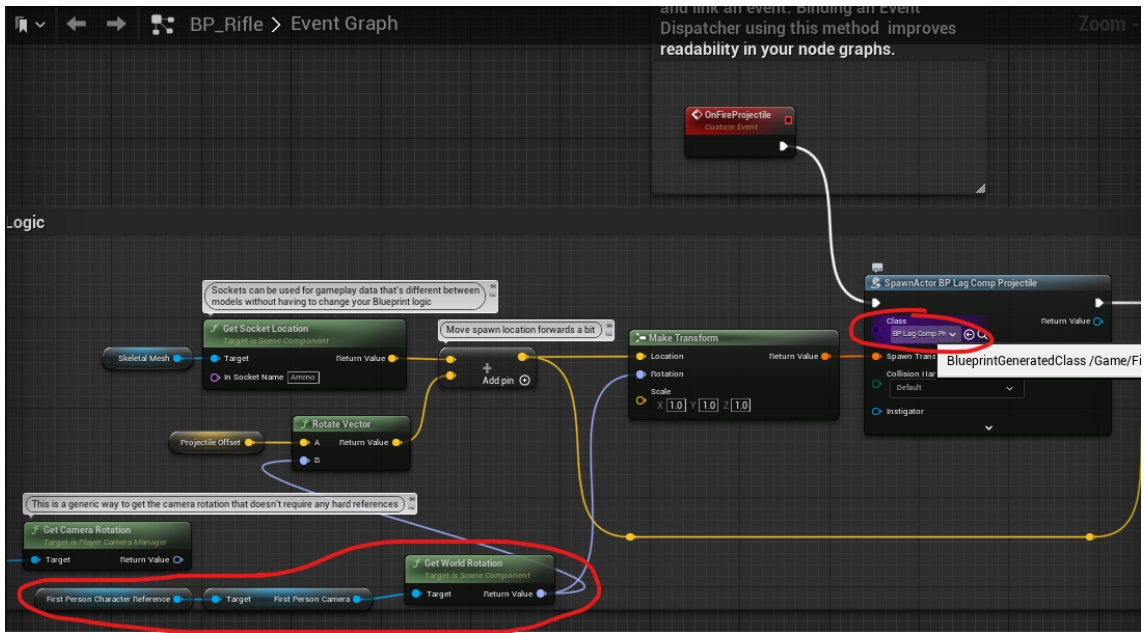 BP_Rifle > Event Graph
Zoom
and link an event. Binding an Event
Dispatcher using this method improves
readability in your node graphs.
OnFireProjectile
Custom Event
Logic
Sockets can be used for gameplay data that's different between
models without having to change your Blueprint logic
Get Socket Location
Target is Scene Component
Skeletal Mesh
Target
Return Value
In Socket Name
Ammo
Move spawn location forwards a bit
Add pin
Make Transform
Location
Return Value
Rotation
Scale
X 1.0 Y 1.0 Z 1.0
SpawnActor BP Lag Comp Projectile
Class
BP Lag Comp Pr
Return Value
Spawn Trans
BlueprintGeneratedClass /Game/Fi
Collision Har
Default
Instigator
Rotate Vector
Projectile Offset
A
Return Value
B
This is a generic way to get the camera rotation that doesn't require any hard references
Get Camera Rotation
Target is Player Camera Manager
Target
Return Value
Get World Rotation
Target is Scene Component
First Person Character Reference
Target
First Person Camera
Target
Return Value